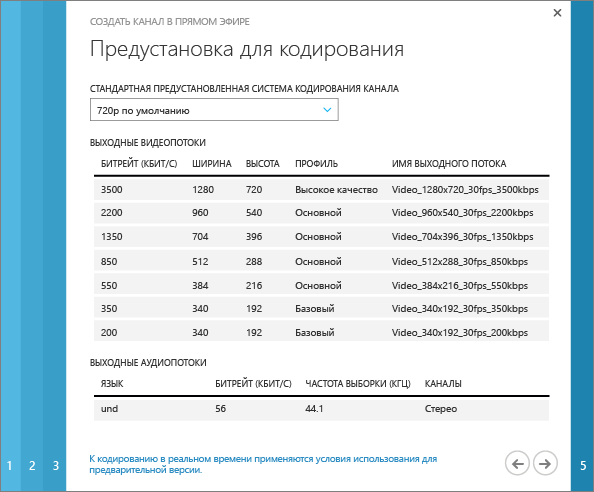 СОЗДАТЬ КАНАЛ В ПРЯМОМ ЭФИРЕ
Предустановка для кодирования
СТАНДАРТНАЯ ПРЕДУСТАНОВЛЕННАЯ СИСТЕМА КОДИРОВАНИЯ КАНАЛА
720p по умолчанию
ВЫХОДНЫЕ ВИДЕОПОТОКИ
БИТРЕЙТ (КБИТ/С) ШИРИНА ВЫСОТА ПРОФИЛЬ ИМЯ ВЫХОДНОГО ПОТОКА
3500 1280 720 Высокое качество Video_1280x720_30fps_3500kbps
2200 960 540 Основной Video_960x540_30fps_2200kbps
1350 704 396 Основной Video_704x396_30fps_1350kbps
850 512 288 Основной Video_512x288_30fps_850kbps
550 384 216 Основной Video_384x216_30fps_550kbps
350 340 192 Базовый Video_340x192_30fps_350kbps
200 340 192 Базовый Video_340x192_30fps_200kbps
ВЫХОДНЫЕ АУДИОПОТОКИ
ЯЗЫК БИТРЕЙТ (КБИТ/С) ЧАСТОТА ВЫБОРКИ (КГЦ) КАНАЛЫ
und 56 44.1 Стерео
К кодированию в реальном времени применяются условия использования для
предварительной версии.
1 2 3 5